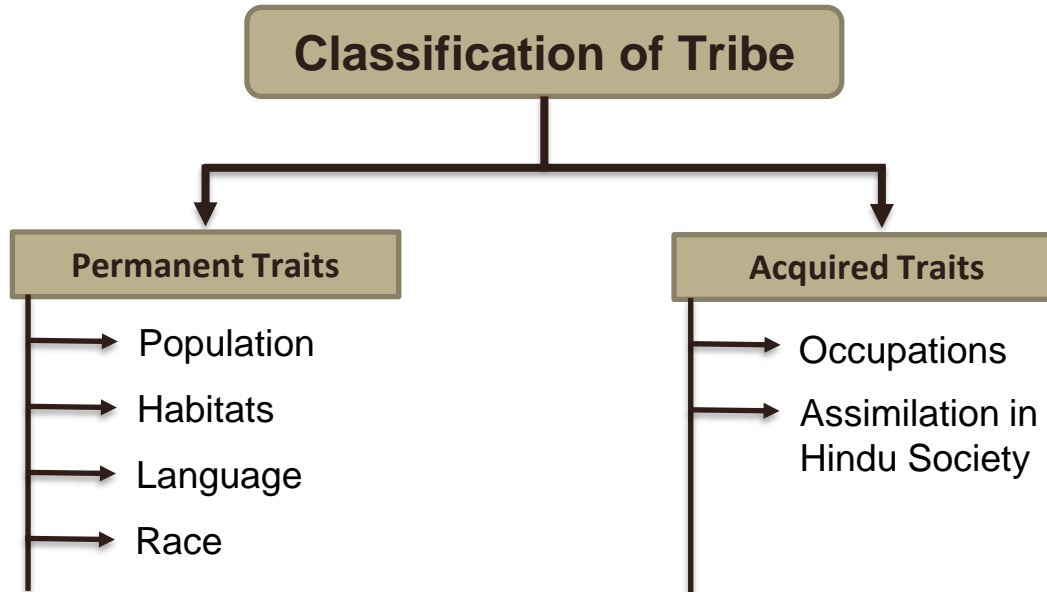 Classification of Tribe
Permanent Traits
Population
Habitats
Language
Race
Acquired Traits
Occupations
Assimilation in
Hindu Society